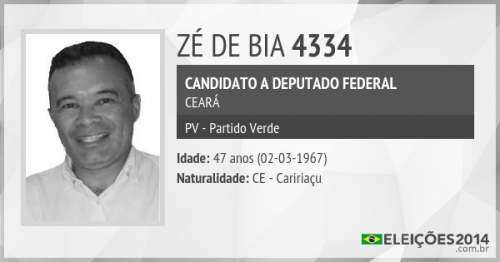 ZÉ DE BIA 4334
CANDIDATO A DEPUTADO FEDERAL
CEARÁ
PV - Partido Verde
Idade: 47 anos (02-03-1967)
Naturalidade: CE - Caririaçu
ELEIÇÕES2014
.com.br